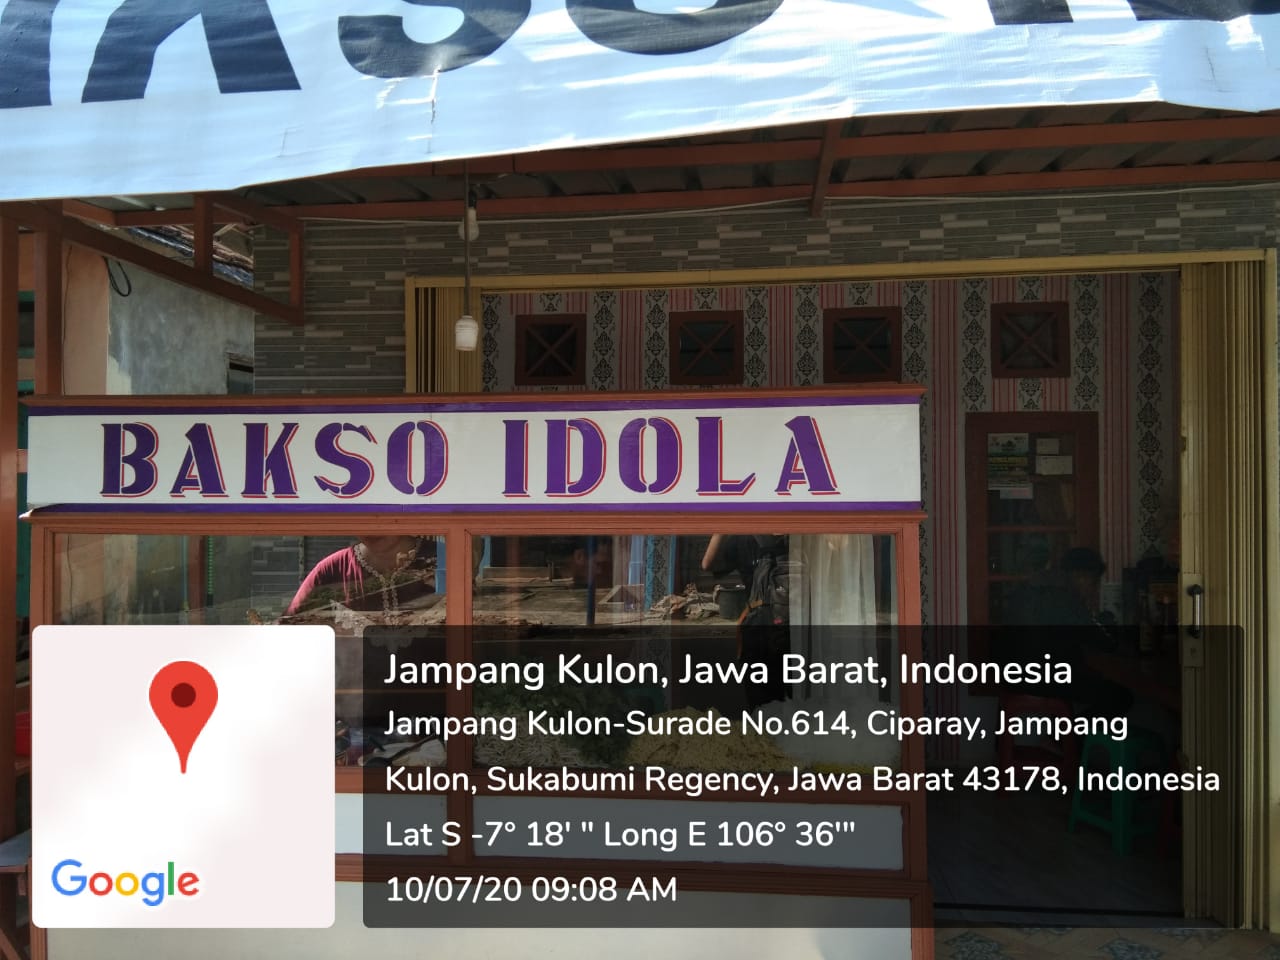 BAKSO IDOLA
Jampang Kulon, Jawa Barat, Indonesia
Jampang Kulon-Surade No.614, Ciparay, Jampang
Kulon, Sukabumi Regency, Jawa Barat 43178, Indonesia
Lat S -7° 18' " Long E 106° 36'"
10/07/20 09:08 AM
Google